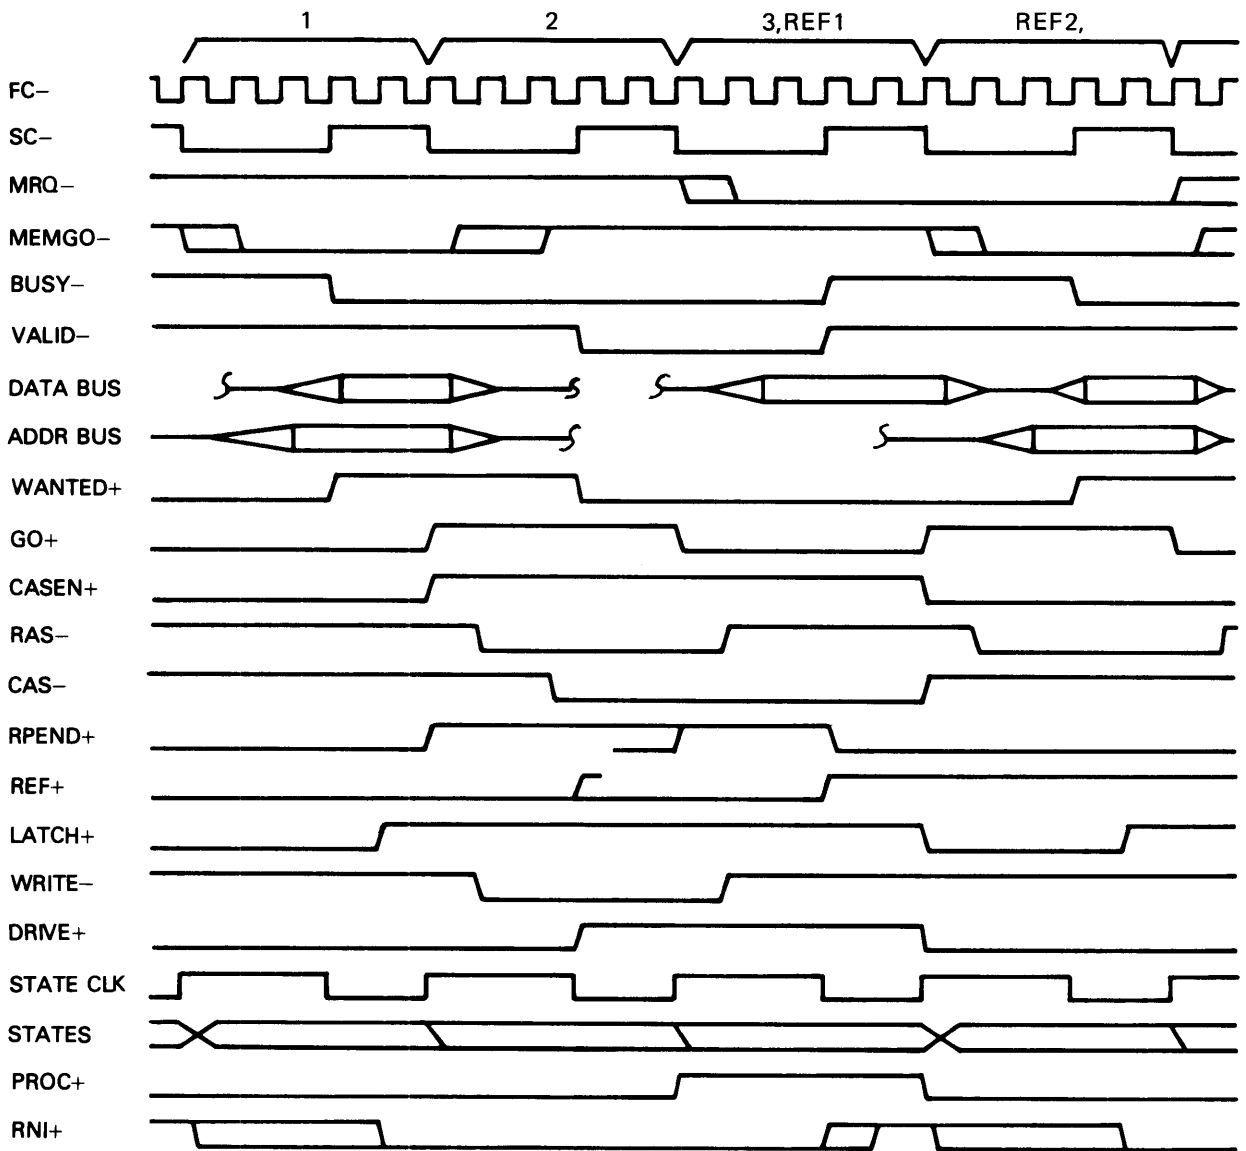 1 2 3,REF1 REF2,
FC−
SC−
MRQ−
MEMGO−
BUSY−
VALID−
DATA BUS
ADDR BUS
WANTED+
GO+
CASEN+
RAS−
CAS−
RPEND+
REF+
LATCH+
WRITE−
DRIVE+
STATE CLK
STATES
PROC+
RNI+